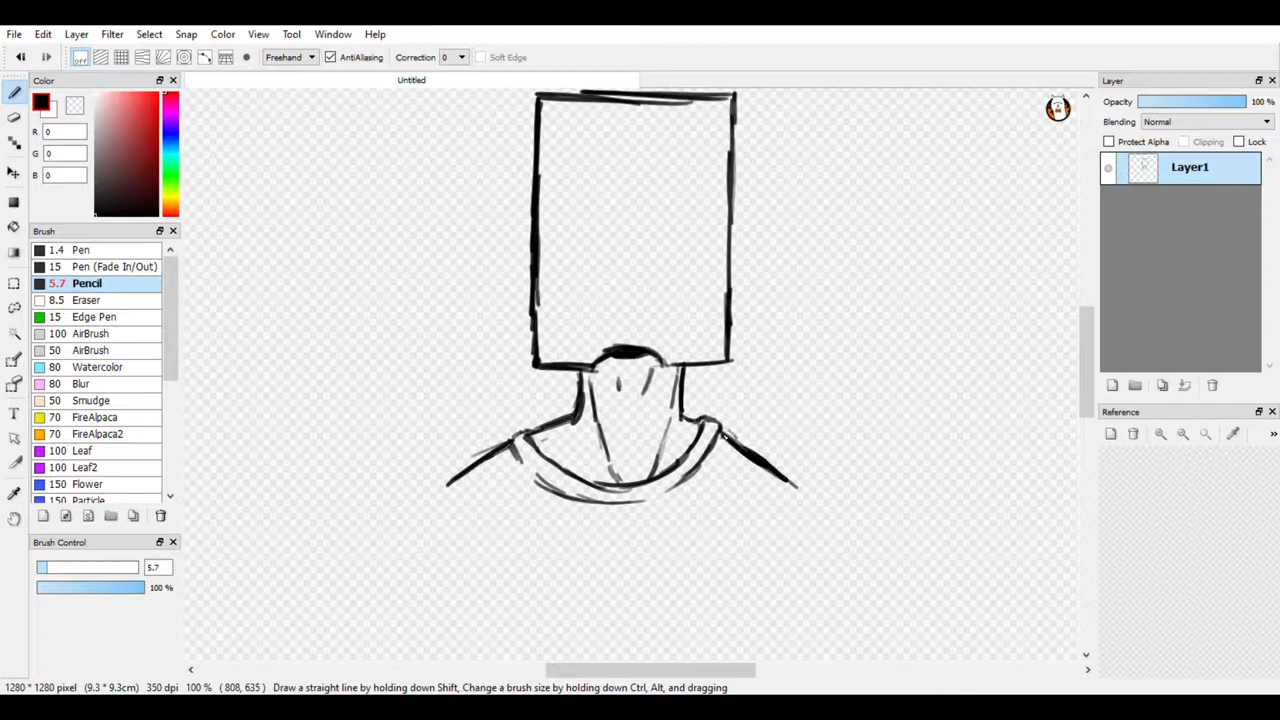 File Edit Layer Filter Select Snap Color View Tool Window Help
off Freehand AntiAliasing Correction 0 Soft Edge
Color
R 0
G 0
B 0
Brush
1.4 Pen
15 Pen (Fade In/Out)
5.7 Pencil
8.5 Eraser
15 Edge Pen
100 AirBrush
50 AirBrush
80 Watercolor
80 Blur
50 Smudge
70 FireAlpaca
70 FireAlpaca2
100 Leaf
100 Leaf2
150 Flower
150 Particle
Brush Control
5.7
100 %
Untitled
Layer
Opacity 100 %
Blending Normal
Protect Alpha Clipping Lock
Layer1
Reference
»
1280 * 1280 pixel (9.3 * 9.3cm) 350 dpi 100 % ( 808, 635 ) Draw a straight line by holding down Shift, Change a brush size by holding down Ctrl, Alt, and dragging